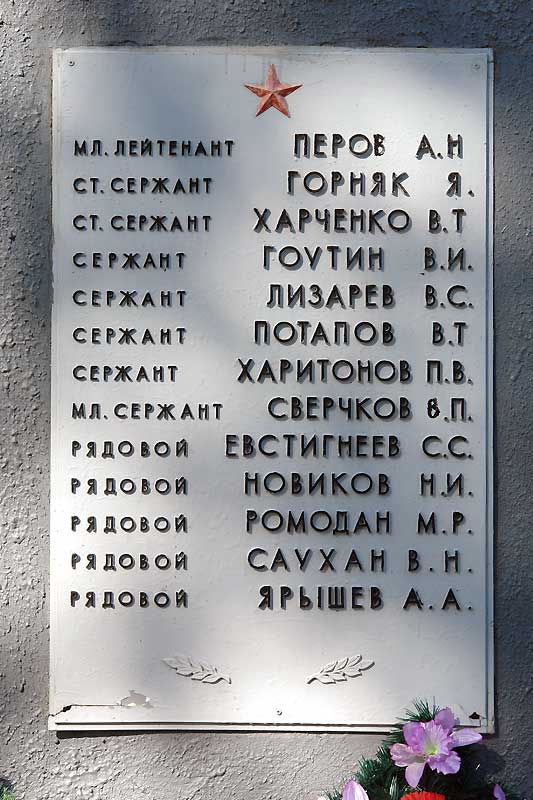 МЛ. ЛЕЙТЕНАНТ ПЕРОВ А.Н
СТ. СЕРЖАНТ ГОРНЯК Я.
СТ. СЕРЖАНТ ХАРЧЕНКО В.Т
СЕРЖАНТ ГОУТИН В.И.
СЕРЖАНТ ЛИЗАРЕВ В.С.
СЕРЖАНТ ПОТАПОВ В.Т
СЕРЖАНТ ХАРИТОНОВ П.В.
МЛ. СЕРЖАНТ СВЕРЧКОВ В.П.
РЯДОВОЙ ЕВСТИГНЕЕВ С.С.
РЯДОВОЙ НОВИКОВ Н.И.
РЯДОВОЙ РОМОДАН М.Р.
РЯДОВОЙ САУХАН В.Н.
РЯДОВОЙ ЯРЫШЕВ А.А.